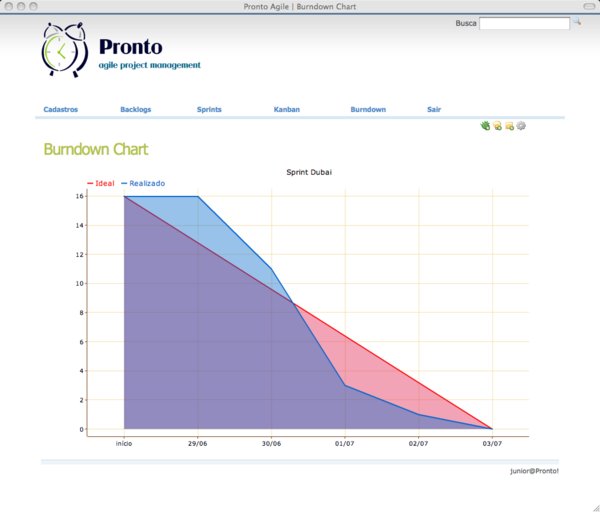 Pronto Agile | Burndown Chart
Busca
Pronto
agile project management
Cadastros Backlogs Sprints Kanban Burndown Sair
Burndown Chart
Sprint Dubai
Ideal Realizado
16
14
12
10
8
6
4
2
0
início 29/06 30/06 01/07 02/07 03/07
junior@Pronto!